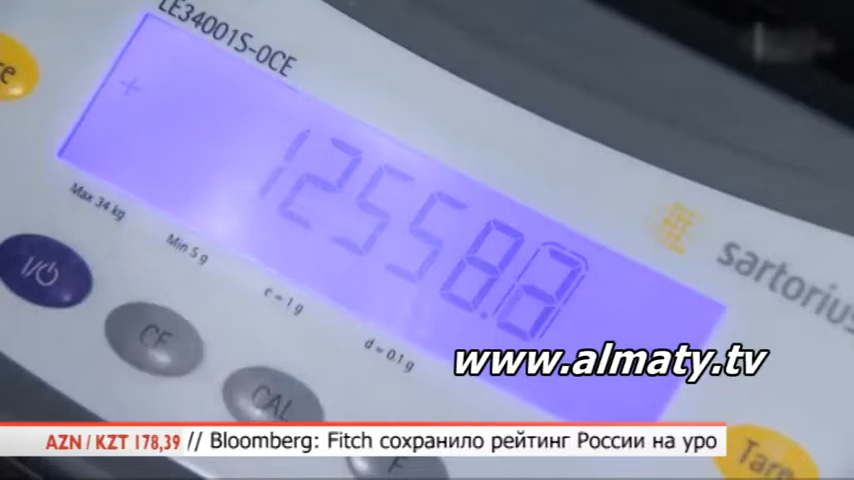 LE34001S-0CE
+
12558.2
Max 34 kg
Min 5 g
e = 1 g
d = 0.1 g
sartorius
I/⏻
CF
CAL
F
Tare
www.almaty.tv
AZN / KZT 178,39 // Bloomberg: Fitch сохранило рейтинг России на уро